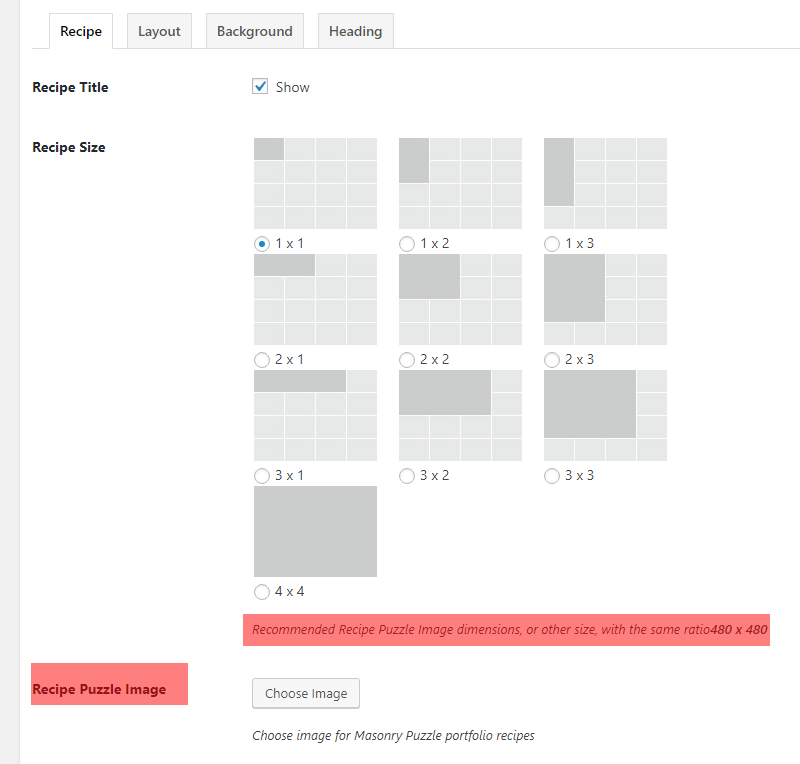 Recipe Layout Background Heading
Recipe Title Show
Recipe Size
1 x 1 1 x 2 1 x 3
2 x 1 2 x 2 2 x 3
3 x 1 3 x 2 3 x 3
4 x 4
Recommended Recipe Puzzle Image dimensions, or other size, with the same ratio480 x 480
Recipe Puzzle Image Choose Image
Choose image for Masonry Puzzle portfolio recipes